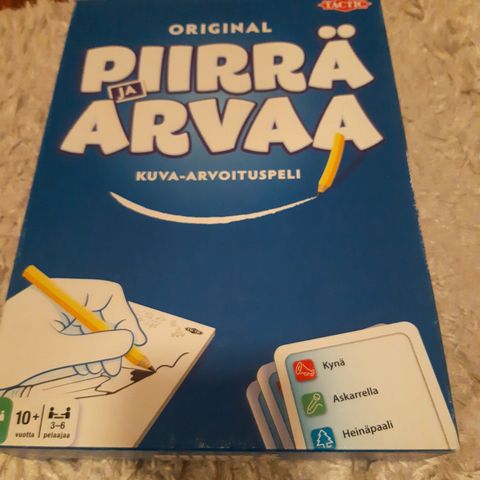 TACTIC
ORIGINAL
PIIRRÄ
JA
ARVAA
KUVA-ARVOITUSPELI
Kynä
Askarrella
Heinäpaali
10+
vuotta
3-6
pelaajaa